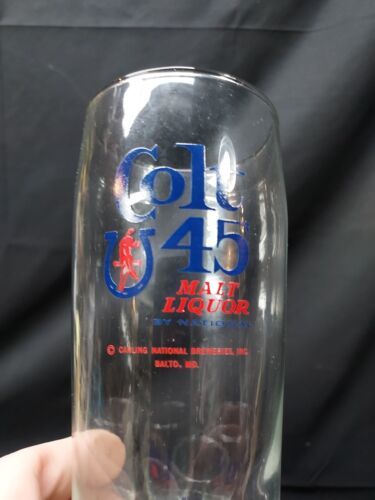 Colt
45
MALT
LIQUOR
BY NATIONAL
© CARLING NATIONAL BREWERIES, INC.
BALTO., MD.